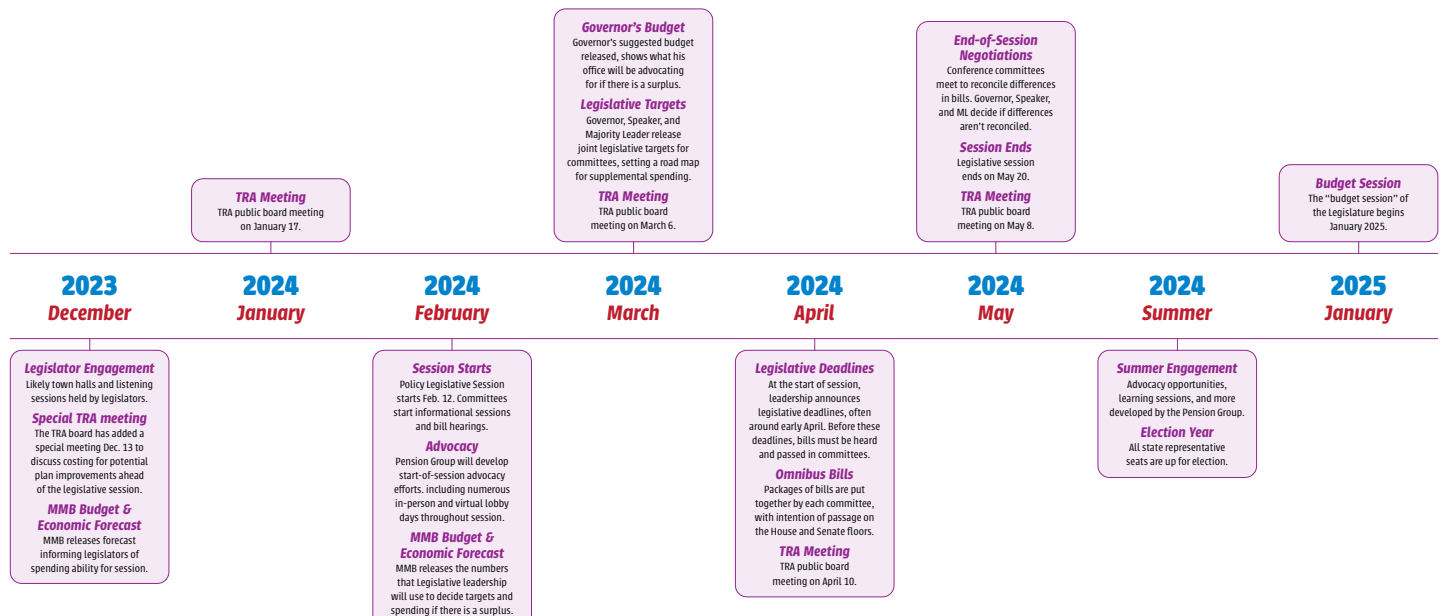 Governor's Budget
Governor's suggested budget
released, shows what his
office will be advocating
for if there is a surplus.
Legislative Targets
Governor, Speaker, and
Majority Leader release
joint legislative targets for
committees, setting a road map
for supplemental spending.
TRA Meeting
TRA public board
meeting on March 6.
End-of-Session
Negotiations
Conference committees
meet to reconcile differences
in bills. Governor, Speaker,
and ML decide if differences
aren't reconciled.
Session Ends
Legislative session
ends on May 20.
TRA Meeting
TRA public board
meeting on May 8.
TRA Meeting
TRA public board meeting
on January 17.
Budget Session
The “budget session” of
the Legislature begins
January 2025.
2023
December
2024
January
2024
February
2024
March
2024
April
2024
May
2024
Summer
2025
January
Legislator Engagement
Likely town halls and listening
sessions held by legislators.
Special TRA meeting
The TRA board has added a
special meeting Dec. 13 to
discuss costing for potential
plan improvements ahead
of the legislative session.
MMB Budget &
Economic Forecast
MMB releases forecast
informing legislators of
spending ability for session.
Session Starts
Policy Legislative Session
starts Feb. 12. Committees
start informational sessions
and bill hearings.
Advocacy
Pension Group will develop
start-of-session advocacy
efforts. including numerous
in-person and virtual lobby
days throughout session.
MMB Budget &
Economic Forecast
MMB releases the numbers
that Legislative leadership
will use to decide targets and
spending if there is a surplus.
Legislative Deadlines
At the start of session,
leadership announces
legislative deadlines, often
around early April. Before these
deadlines, bills must be heard
and passed in committees.
Omnibus Bills
Packages of bills are put
together by each committee,
with intention of passage on
the House and Senate floors.
TRA Meeting
TRA public board
meeting on April 10.
Summer Engagement
Advocacy opportunities,
learning sessions, and more
developed by the Pension Group.
Election Year
All state representative
seats are up for election.